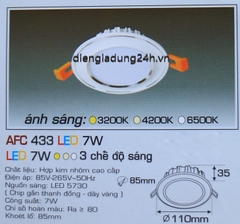 diengladung24h.vn
ánh sáng: 3200K 4200K 6500K
AFC 433 LED 7W
LED 7W 3 chế độ sáng
Chất liệu: Hợp kim nhôm cao cấp
Điện áp: 85V-265V~50Hz
Nguồn sáng: LED 5730
( Chip gắn thanh đồng - dây vàng )
Công suất: 7W
Chỉ số hoàn màu: Ra ≥ 80
Khoét lỗ: 85mm
85mm
35
Ø110mm